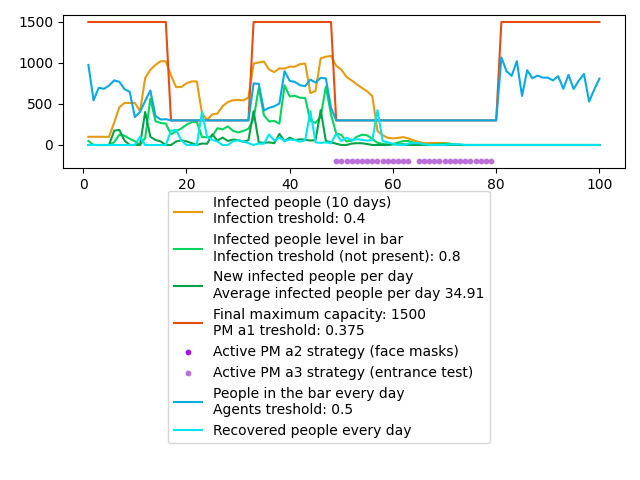 1500
1000
500
0
0 20 40 60 80 100
Infected people (10 days)
Infection treshold: 0.4
Infected people level in bar
Infection treshold (not present): 0.8
New infected people per day
Average infected people per day 34.91
Final maximum capacity: 1500
PM a1 treshold: 0.375
Active PM a2 strategy (face masks)
Active PM a3 strategy (entrance test)
People in the bar every day
Agents treshold: 0.5
Recovered people every day